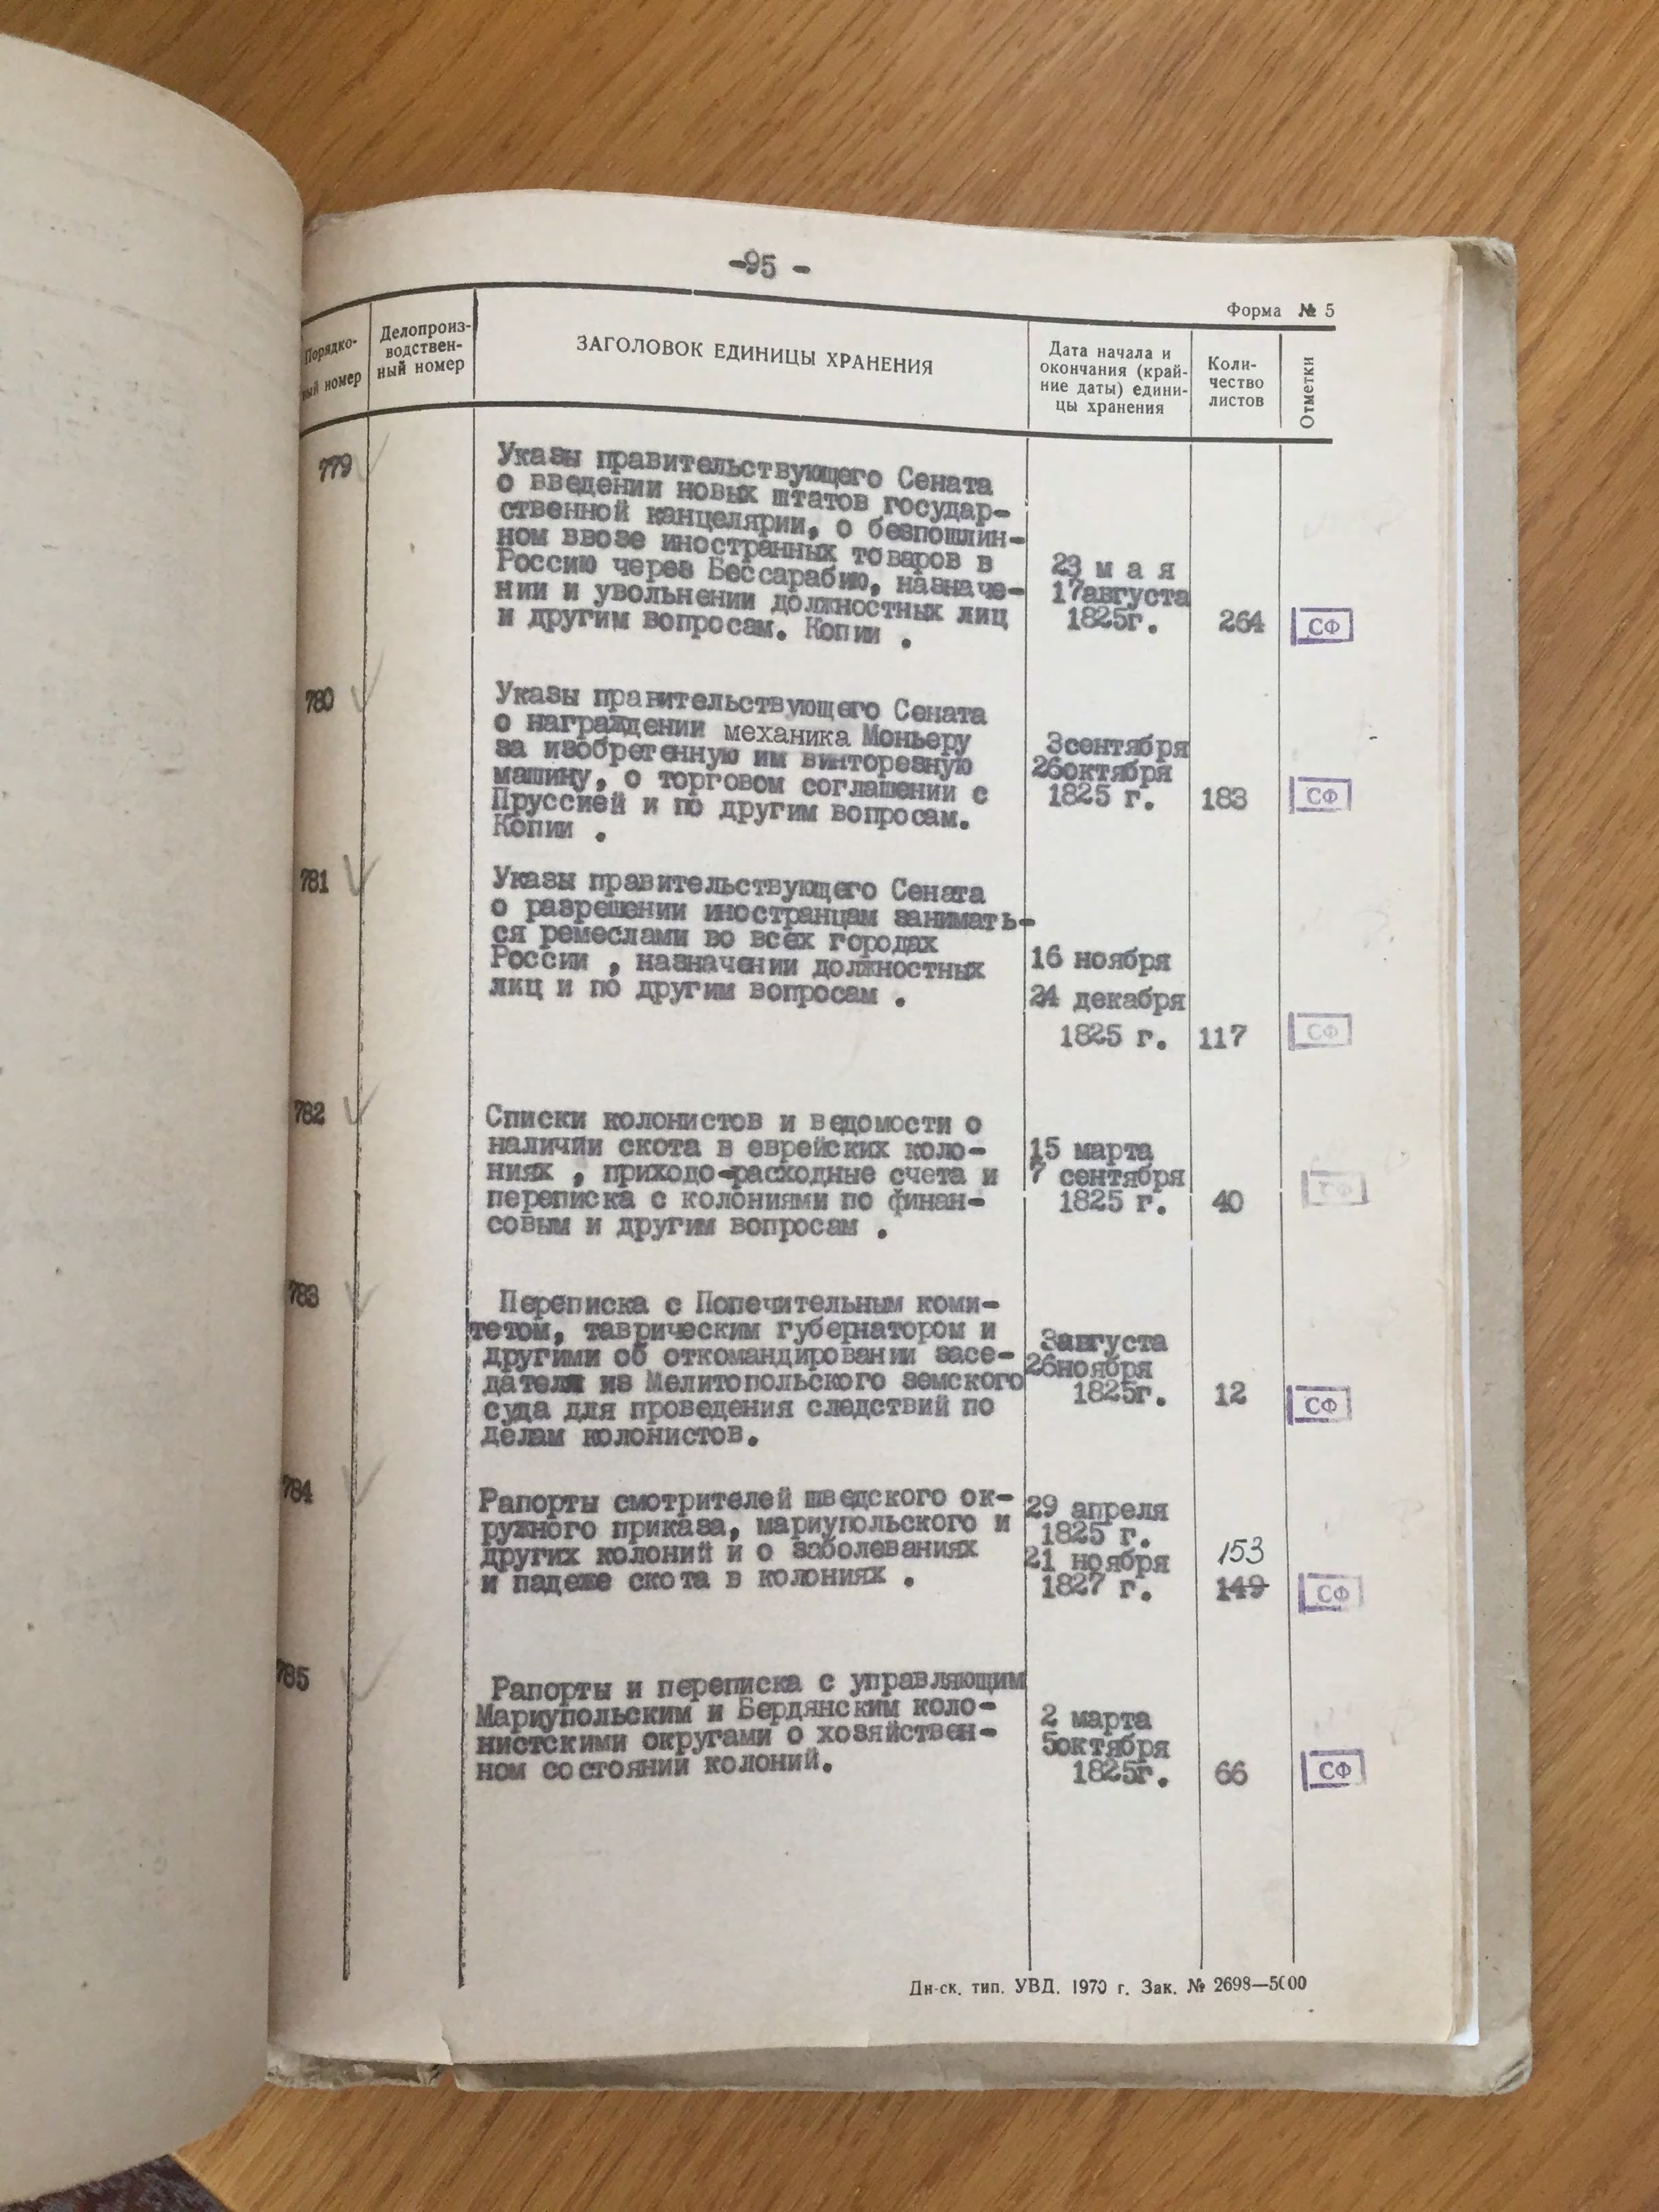 -95 -
Форма № 5
Порядко-
ный номер
Делопроиз-
водствен-
ный номер
ЗАГОЛОВОК ЕДИНИЦЫ ХРАНЕНИЯ
Дата начала и
окончания (край-
ние даты) едини-
цы хранения
Коли-
чество
листов
Отметки
779
Указы правительствующего Сената
о введении новых штатов государ-
ственной канцелярии, о безпошлин-
ном ввозе иностранных товаров в
Россию через Бессарабию, назначе-
нии и увольнении должностных лиц
и другим вопросам. Копии .
23 м а я
17августа
1825г.
264
СФ
780
Указы правительствующего Сената
о награждении механика Моньеру
за изобретенную им винторезную
машину, о торговом соглашении с
Пруссией и по другим вопросам.
Копии .
3сентября
26октября
1825 г.
183
СФ
781
Указы правительствующего Сената
о разрешении иностранцам занимать-
ся ремеслами во всех городах
России , назначении должностных
лиц и по другим вопросам .
16 ноября
24 декабря
1825 г.
117
СФ
782
Списки колонистов и ведомости о
наличии скота в еврейских коло-
ниях , приходо-расходные счета и
переписка с колониями по финан-
совым и другим вопросам .
15 марта
7 сентября
1825 г.
40
СФ
783
Переписка с Попечительным коми-
тетом, таврическим губернатором и
другими об откомандировании засе-
дателя из Мелитопольского земского
суда для проведения следствий по
делам колонистов.
3августа
26ноября
1825г.
12
СФ
784
Рапорты смотрителей шведского ок-
ружного приказа, мариупольского и
других колоний и о заболеваниях
и падеже скота в колониях .
29 апреля
1825 г.
21 ноября
1827 г.
153
149
СФ
785
Рапорты и переписка с управляющим
Мариупольским и Бердянским коло-
нистскими округами о хозяйствен-
ном состоянии колоний.
2 марта
5октября
1825г.
66
СФ
Дн-ск. тип. УВД. 1970 г. Зак. № 2698—5000